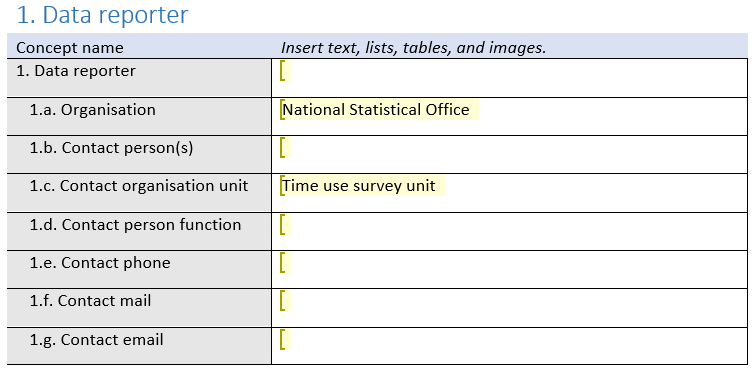 1. Data reporter
Concept name Insert text, lists, tables, and images.
1. Data reporter [
1.a. Organisation [National Statistical Office
1.b. Contact person(s) [
1.c. Contact organisation unit [Time use survey unit
1.d. Contact person function [
1.e. Contact phone [
1.f. Contact mail [
1.g. Contact email [